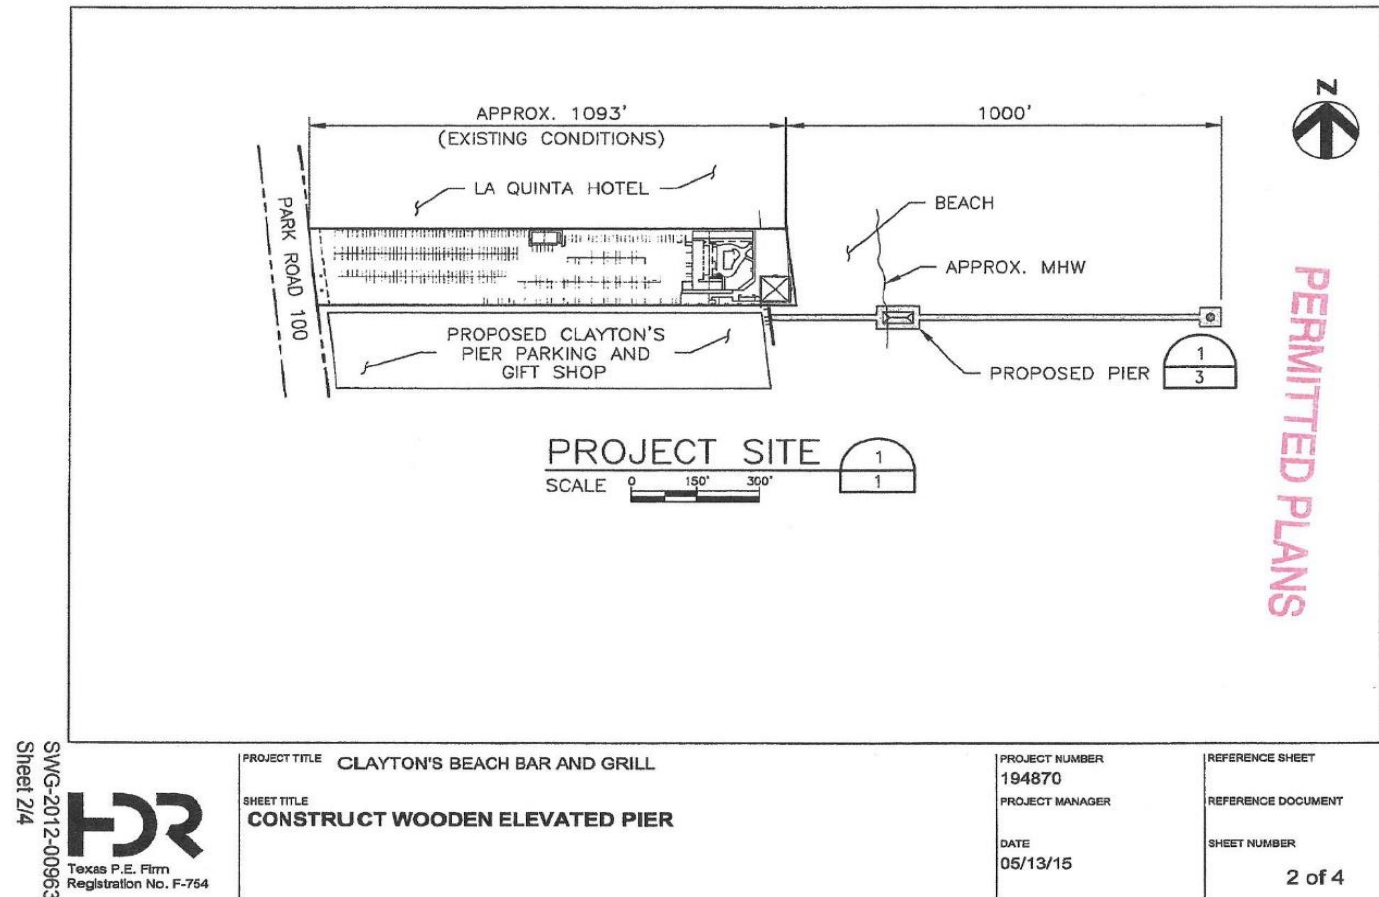 APPROX. 1093'
(EXISTING CONDITIONS)
1000'
N
LA QUINTA HOTEL
BEACH
PARK ROAD 100
APPROX. MHW
PROPOSED CLAYTON'S
PIER PARKING AND
GIFT SHOP
PROPOSED PIER
1
3
PROJECT SITE
1
1
SCALE 0 150' 300'
PERMITTED PLANS
SWG-2012-00963
Sheet 2/4
HDR
Texas P.E. Firm
Registration No. F-754
PROJECT TITLE CLAYTON'S BEACH BAR AND GRILL
SHEET TITLE
CONSTRUCT WOODEN ELEVATED PIER
PROJECT NUMBER
194870
PROJECT MANAGER
DATE
05/13/15
REFERENCE SHEET
REFERENCE DOCUMENT
SHEET NUMBER
2 of 4